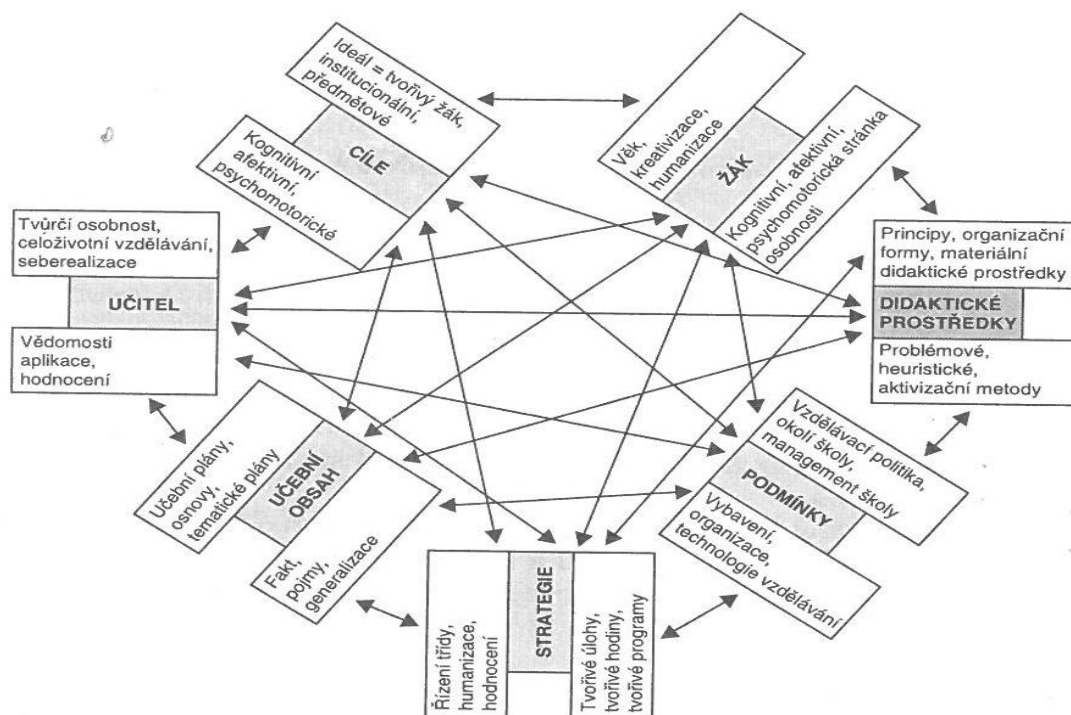 Ideál = tvořivý žák,
institucionální,
předmětové
CÍLE
Kognitivní
afektivní,
psychomotorické
Věk,
kreativizace,
humanizace
ŽÁK
Kognitivní, afektivní,
psychomotorická stránka
osobnosti
Tvůrčí osobnost,
celoživotní vzdělávání,
seberealizace
UČITEL
Vědomosti
aplikace,
hodnocení
Principy, organizační
formy, materiální
didaktické prostředky
DIDAKTICKÉ
PROSTŘEDKY
Problémové,
heuristické,
aktivizační metody
Učební plány,
osnovy,
tematické plány
UČEBNÍ
OBSAH
Fakt,
pojmy,
generalizace
Řízení třídy,
humanizace,
hodnocení
STRATEGIE
Tvořivé úlohy,
tvořivé hodiny,
tvořivé programy
Vzdělávací politika,
okolí školy,
management školy
PODMÍNKY
Vybavení,
organizace,
technologie vzdělávání